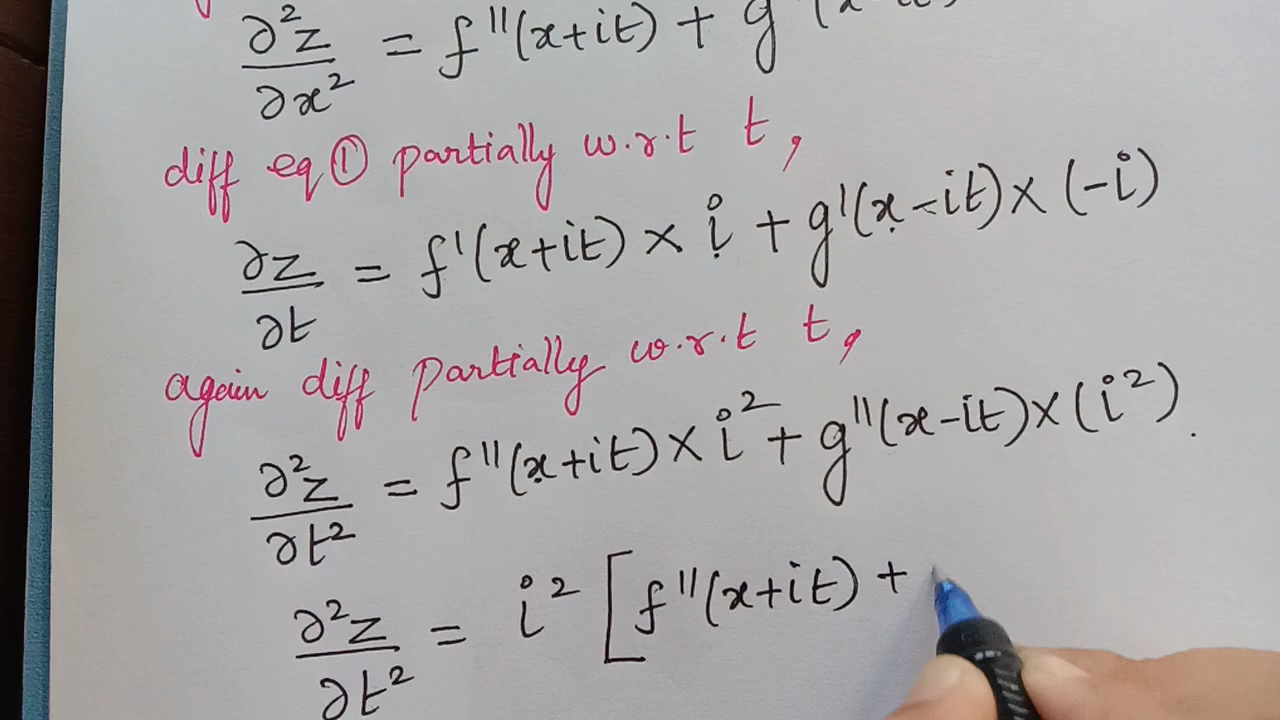 ∂²z/∂x² = f''(x+it) + g
diff eq ① partially w.r.t t,
∂z/∂t = f'(x+it) × i + g'(x-it) × (-i)
again diff partially w.r.t t,
∂²z/∂t² = f''(x+it) × i² + g''(x-it) × (i²).
∂²z/∂t² = i² [f''(x+it) +